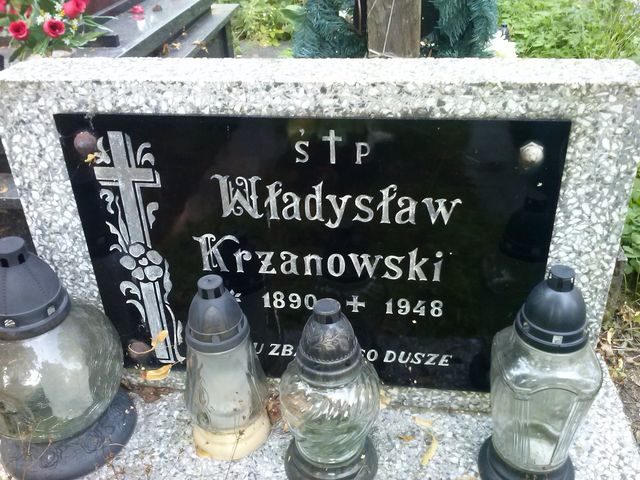 Ś†P
Władysław
Krzanowski
* 1890 + 1948
DUSZE